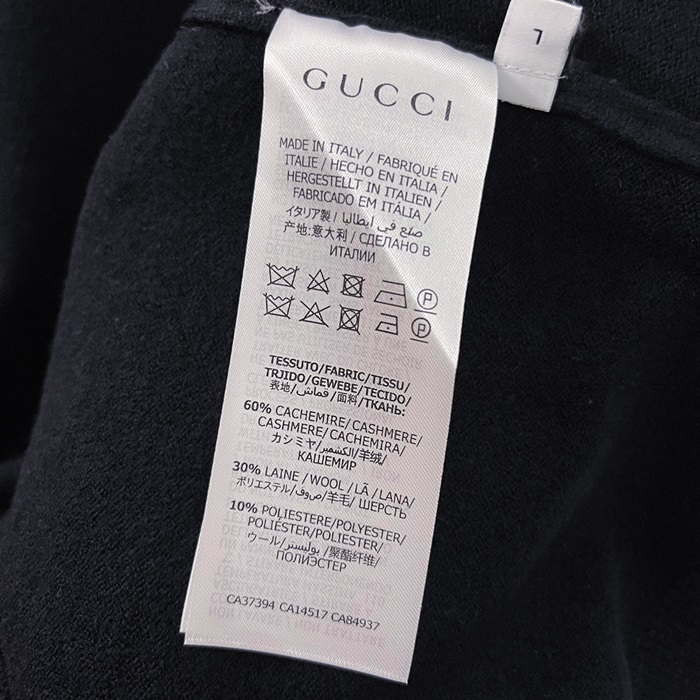 L
GUCCI
MADE IN ITALY / FABRIQUÉ EN
ITALIE / HECHO EN ITALIA /
HERGESTELLT IN ITALIEN /
FABRICADO EM ITÁLIA /
イタリア製 / صنع في ايطاليا /
产地:意大利 / СДЕЛАНО В
ИТАЛИИ
P
P
TESSUTO/FABRIC/TISSU/
TRJIDO/GEWEBE/TECIDO/
表地/قماش/面料/ТКАНЬ:
60% CACHEMIRE/CASHMERE/
CASHMERE/CACHEMIRA/
カシミヤ/الكشمير/羊绒/
КАШЕМИР
30% LAINE/WOOL/LÃ/LANA/
ポリエステル/صوف/羊毛/ШЕРСТЬ
10% POLIESTERE/POLYESTER/
POLIÉSTER/POLIESTER/
ウール/بوليستر/聚酯纤维/
ПОЛИЭСТЕР
CA37394 CA14517 CA84937